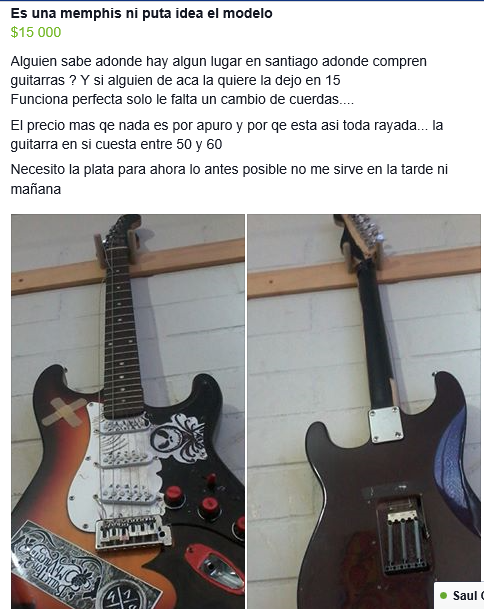 Es una memphis ni puta idea el modelo
$15 000
Alguien sabe adonde hay algun lugar en santiago adonde compren
guitarras ? Y si alguien de aca la quiere la dejo en 15
Funciona perfecta solo le falta un cambio de cuerdas....
El precio mas qe nada es por apuro y por qe esta asi toda rayada... la
guitarra en si cuesta entre 50 y 60
Necesito la plata para ahora lo antes posible no me sirve en la tarde ni
mañana
Saul